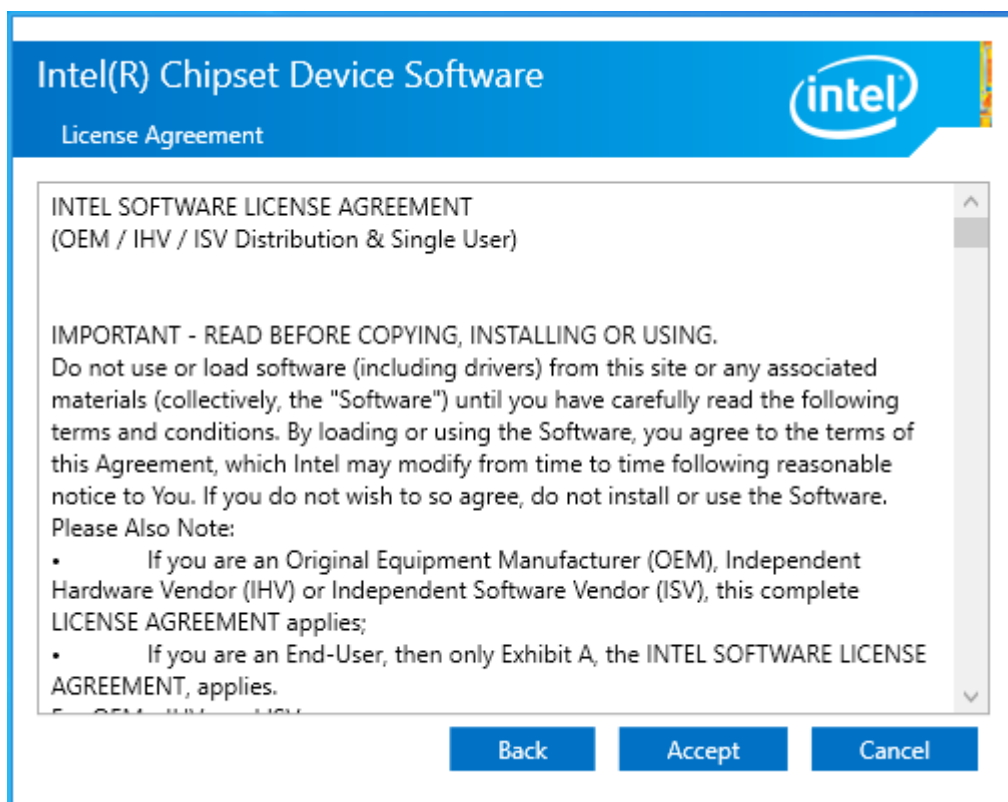 Intel(R) Chipset Device Software
intel
License Agreement
INTEL SOFTWARE LICENSE AGREEMENT
(OEM / IHV / ISV Distribution & Single User)
IMPORTANT - READ BEFORE COPYING, INSTALLING OR USING.
Do not use or load software (including drivers) from this site or any associated
materials (collectively, the "Software") until you have carefully read the following
terms and conditions. By loading or using the Software, you agree to the terms of
this Agreement, which Intel may modify from time to time following reasonable
notice to You. If you do not wish to so agree, do not install or use the Software.
Please Also Note:
• If you are an Original Equipment Manufacturer (OEM), Independent
Hardware Vendor (IHV) or Independent Software Vendor (ISV), this complete
LICENSE AGREEMENT applies;
• If you are an End-User, then only Exhibit A, the INTEL SOFTWARE LICENSE
AGREEMENT, applies.
Back Accept Cancel